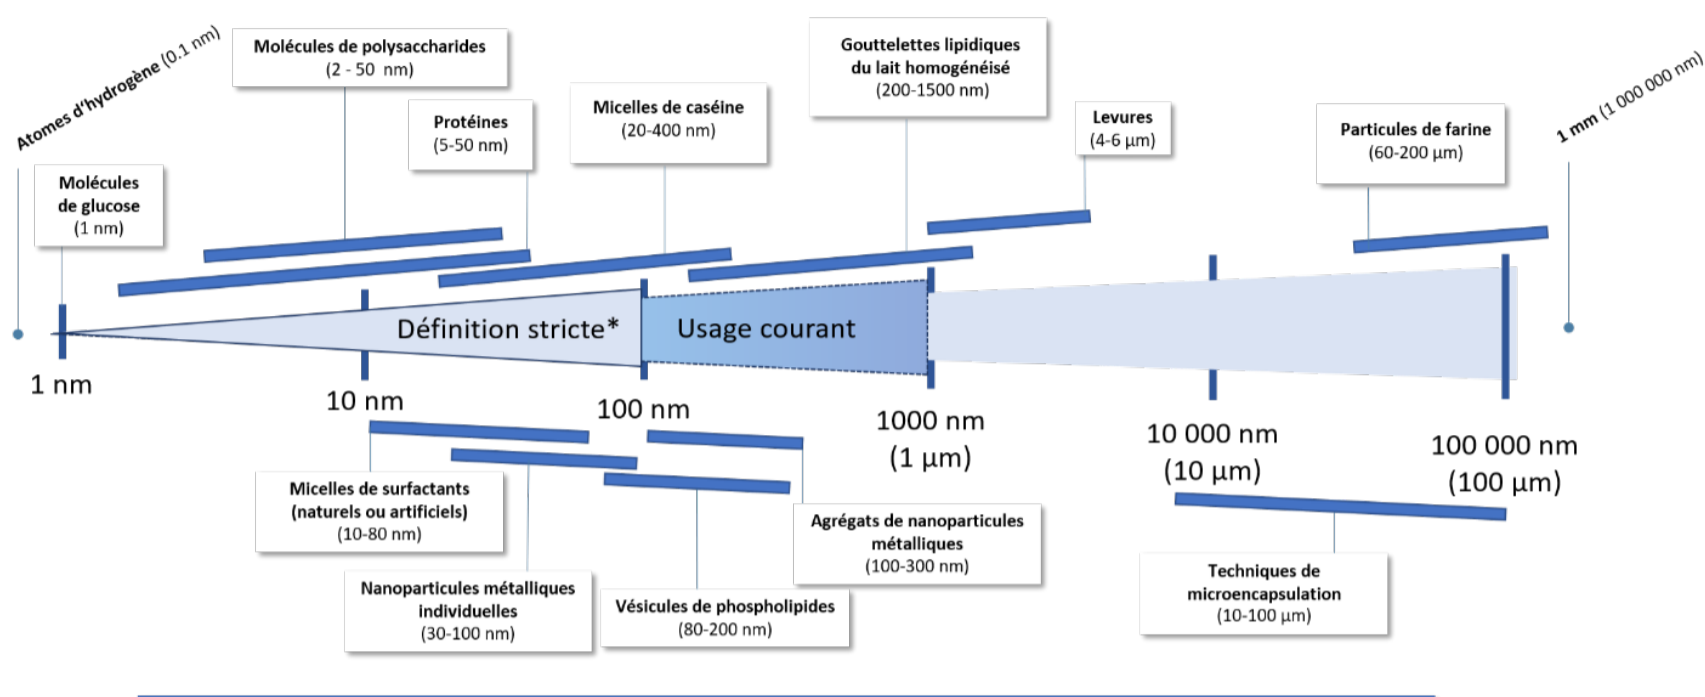 Atomes d'hydrogène (0.1 nm)
Molécules
de glucose
(1 nm)
Molécules de polysaccharides
(2 - 50 nm)
Protéines
(5-50 nm)
Micelles de caséine
(20-400 nm)
Gouttelettes lipidiques
du lait homogénéisé
(200-1500 nm)
Levures
(4-6 µm)
Particules de farine
(60-200 µm)
1 mm (1 000 000 nm)
Définition stricte*
Usage courant
1 nm
10 nm
100 nm
1000 nm
(1 µm)
10 000 nm
(10 µm)
100 000 nm
(100 µm)
Micelles de surfactants
(naturels ou artificiels)
(10-80 nm)
Nanoparticules métalliques
individuelles
(30-100 nm)
Vésicules de phospholipides
(80-200 nm)
Agrégats de nanoparticules
métalliques
(100-300 nm)
Techniques de
microencapsulation
(10-100 µm)